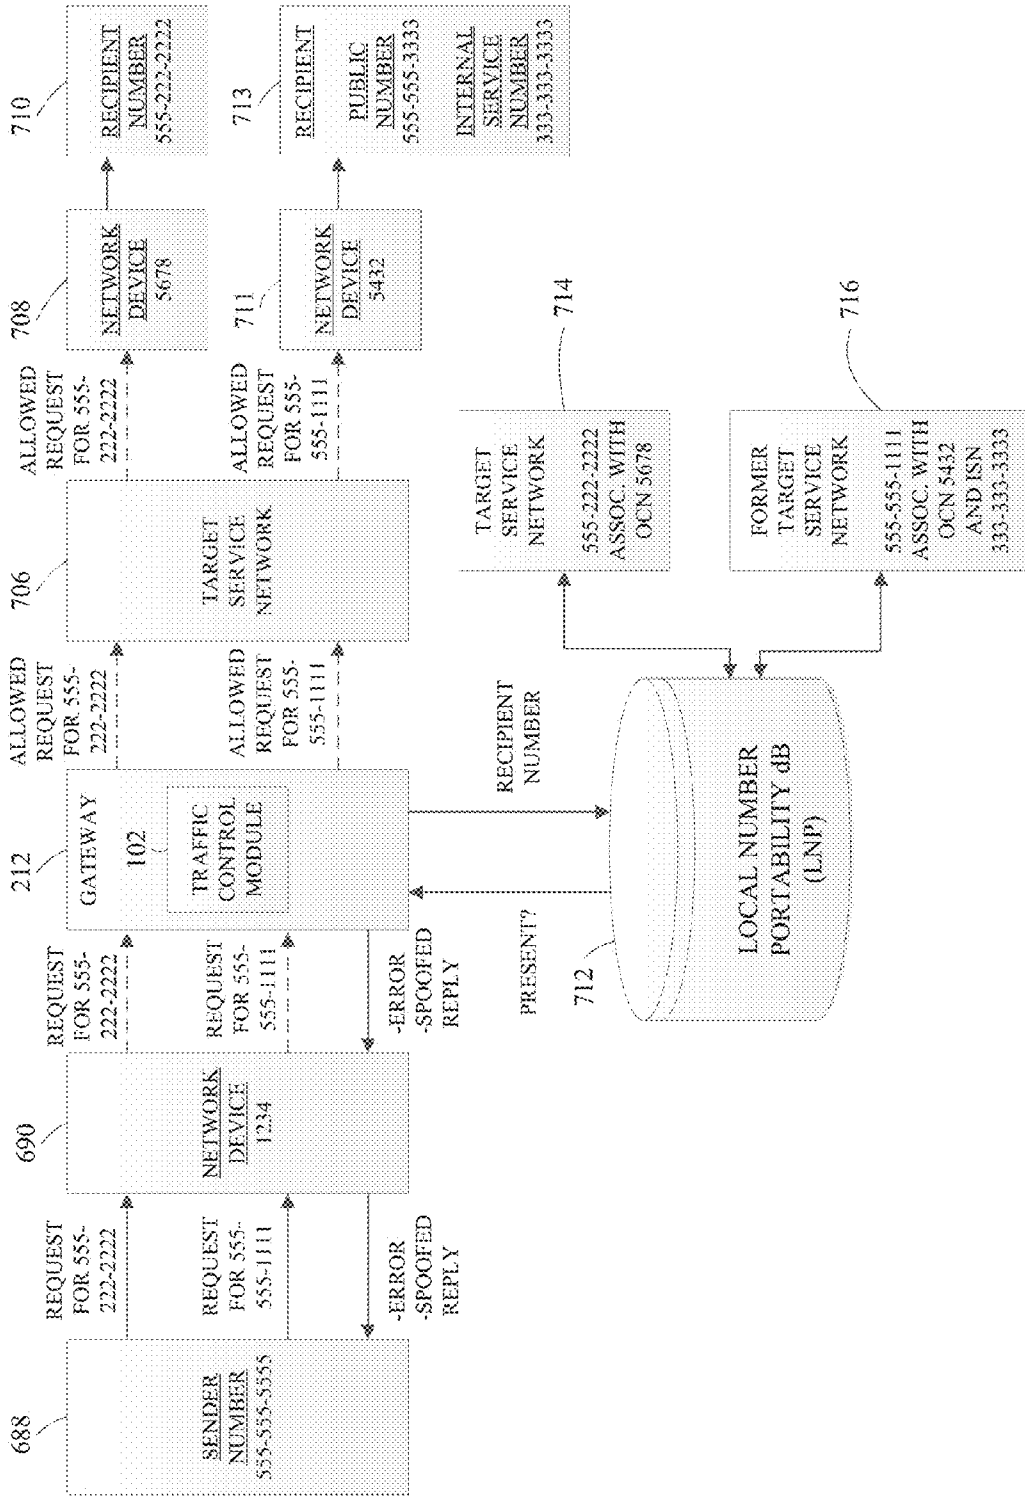 688
SENDER
NUMBER
555-555-5555
REQUEST
FOR 555-
222-2222
REQUEST
FOR 555-
555-1111
-ERROR
-SPOOFED
REPLY
690
NETWORK
DEVICE
1234
REQUEST
FOR 555-
222-2222
REQUEST
FOR 555-
555-1111
-ERROR
-SPOOFED
REPLY
212
GATEWAY
102
TRAFFIC
CONTROL
MODULE
ALLOWED
REQUEST
FOR 555-
222-2222
ALLOWED
REQUEST
FOR 555-
555-1111
706
TARGET
SERVICE
NETWORK
ALLOWED
REQUEST
FOR 555-
222-2222
ALLOWED
REQUEST
FOR 555-
555-1111
708
NETWORK
DEVICE
5678
711
NETWORK
DEVICE
5432
710
RECIPIENT
NUMBER
555-222-2222
713
RECIPIENT
PUBLIC
NUMBER
555-555-3333
INTERNAL
SERVICE
NUMBER
333-333-3333
PRESENT?
RECIPIENT
NUMBER
712
LOCAL NUMBER
PORTABILITY dB
(LNP)
714
TARGET
SERVICE
NETWORK
555-222-2222
ASSOC. WITH
OCN 5678
716
FORMER
TARGET
SERVICE
NETWORK
555-555-1111
ASSOC. WITH
OCN 5432
AND ISN
333-333-3333